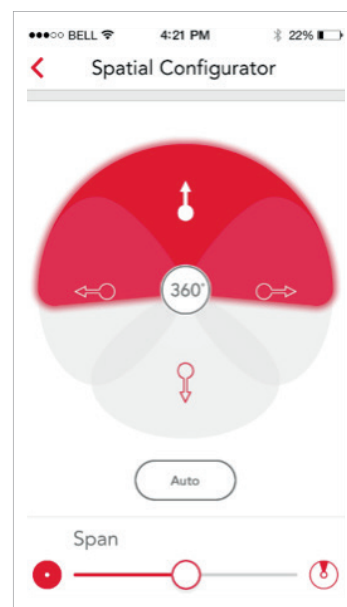 BELL 4:21 PM 22%
Spatial Configurator
360°
Auto
Span